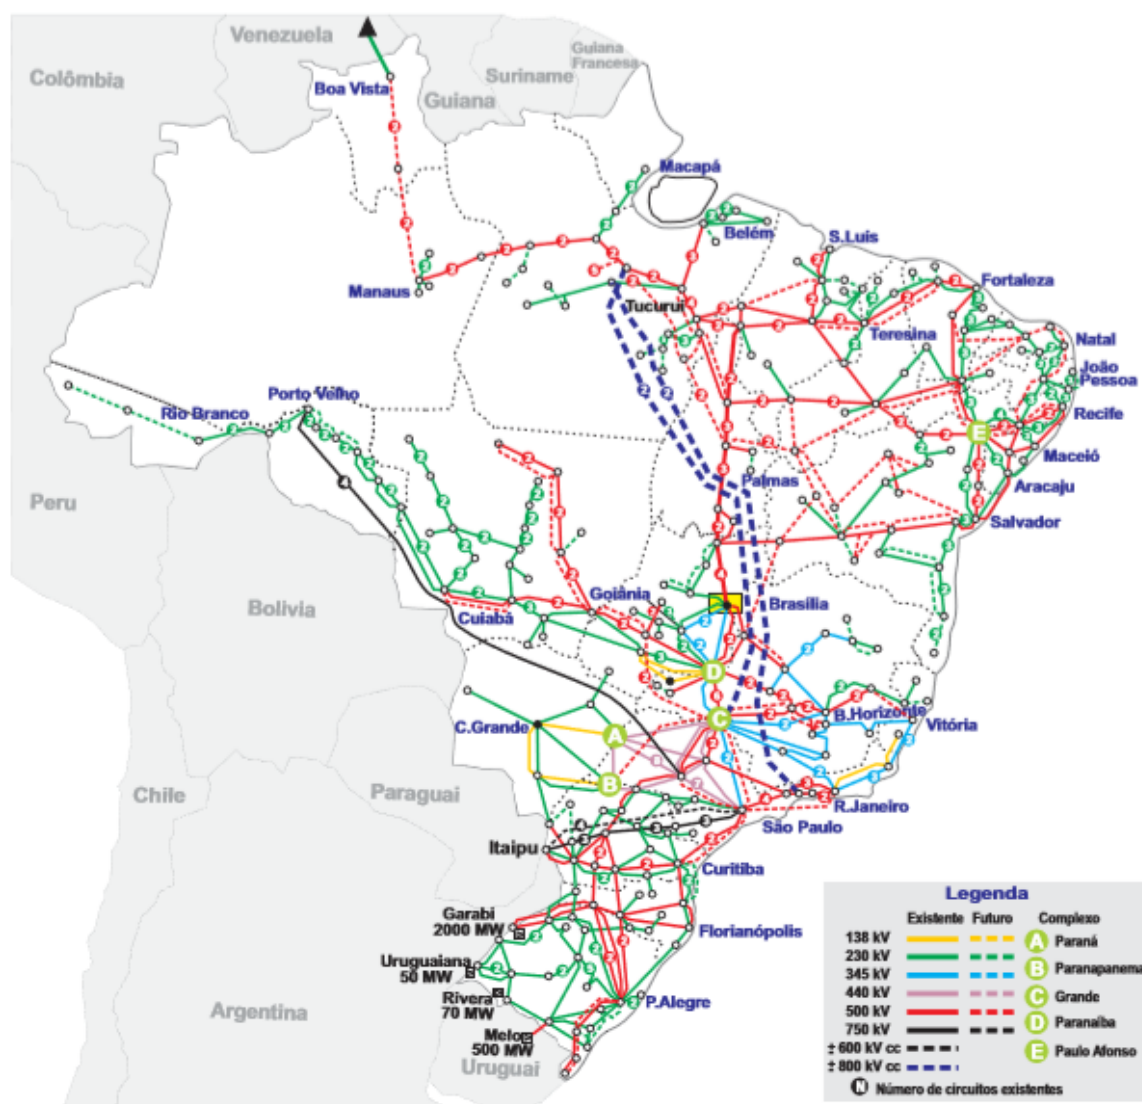 Venezuela
Guiana
Francesa
Colômbia
Suriname
Boa Vista
Guiana
Macapá
Belém
S.Luis
Fortaleza
Manaus
Tucuruí
Teresina
Natal
João
Pessoa
Porto Velho
Rio Branco
Recife
E
Maceió
Palmas
Aracaju
Peru
Salvador
Goiânia
Brasília
Bolivia
Cuiabá
D
B.Horizonte
C
Vitória
C.Grande
A
B
Chile
Paraguai
R.Janeiro
São Paulo
Itaipu
Curitiba
Garabi
2000 MW
Florianópolis
Uruguaiana
50 MW
Rivera
70 MW
P.Alegre
Argentina
Melo
500 MW
Uruguai
Legenda
Existente Futuro Complexo
138 kV A Paraná
230 kV
345 kV B Paranapanema
440 kV C Grande
500 kV D Paranaíba
750 kV
± 600 kV cc E Paulo Afonso
± 800 kV cc
N Número de circuitos existentes